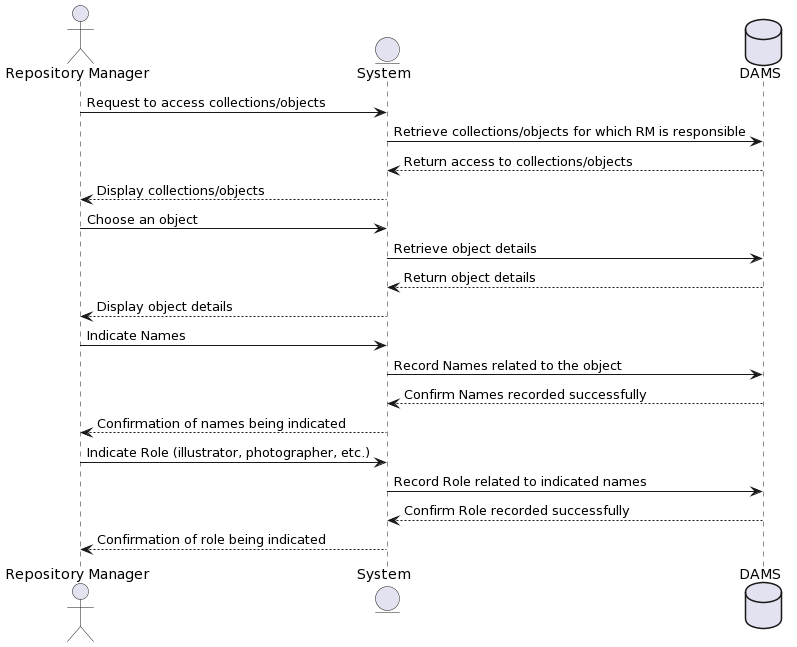 Repository Manager
System
DAMS
Request to access collections/objects
Retrieve collections/objects for which RM is responsible
Return access to collections/objects
Display collections/objects
Choose an object
Retrieve object details
Return object details
Display object details
Indicate Names
Record Names related to the object
Confirm Names recorded successfully
Confirmation of names being indicated
Indicate Role (illustrator, photographer, etc.)
Record Role related to indicated names
Confirm Role recorded successfully
Confirmation of role being indicated
Repository Manager
System
DAMS